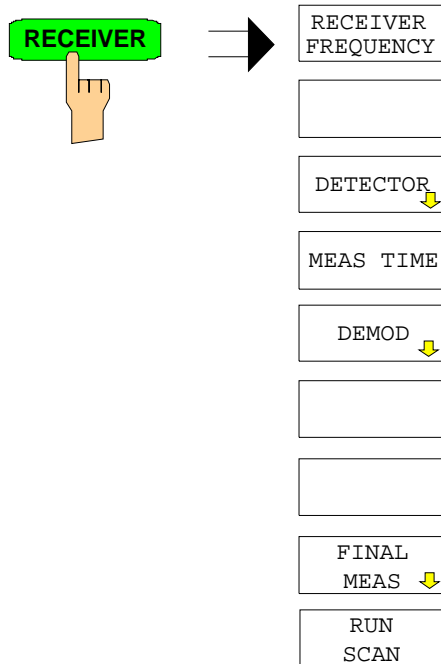 RECEIVER
RECEIVER
FREQUENCY
DETECTOR
MEAS TIME
DEMOD
FINAL
MEAS
RUN
SCAN